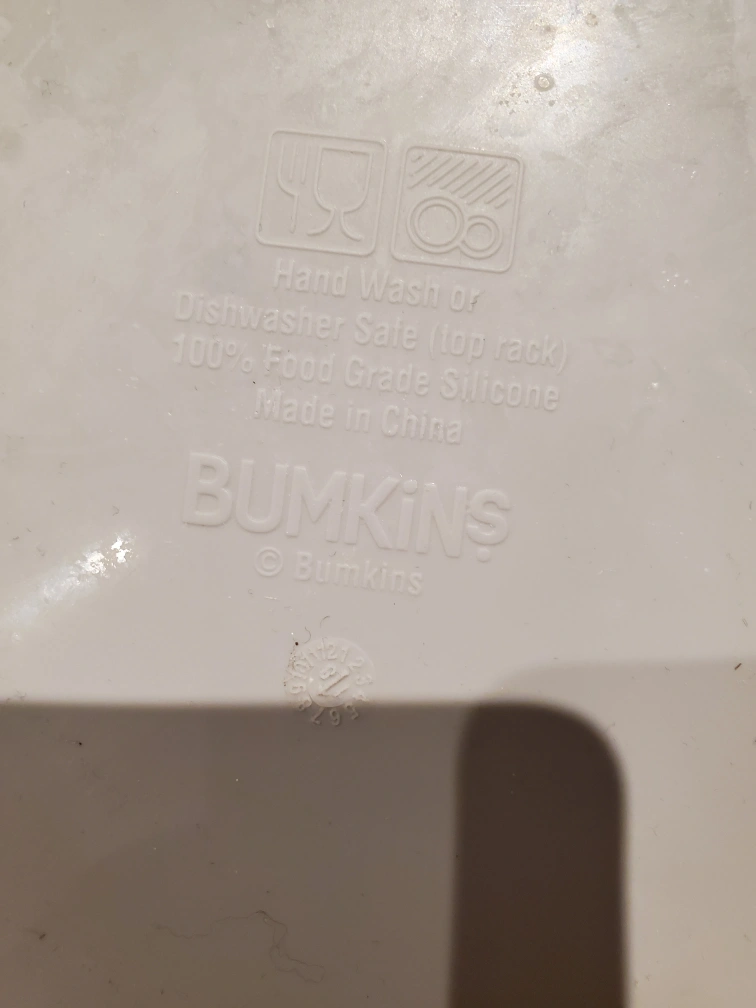 Hand Wash or
Dishwasher Safe (top rack)
100% Food Grade Silicone
Made in China
BUMKiNS
© Bumkins